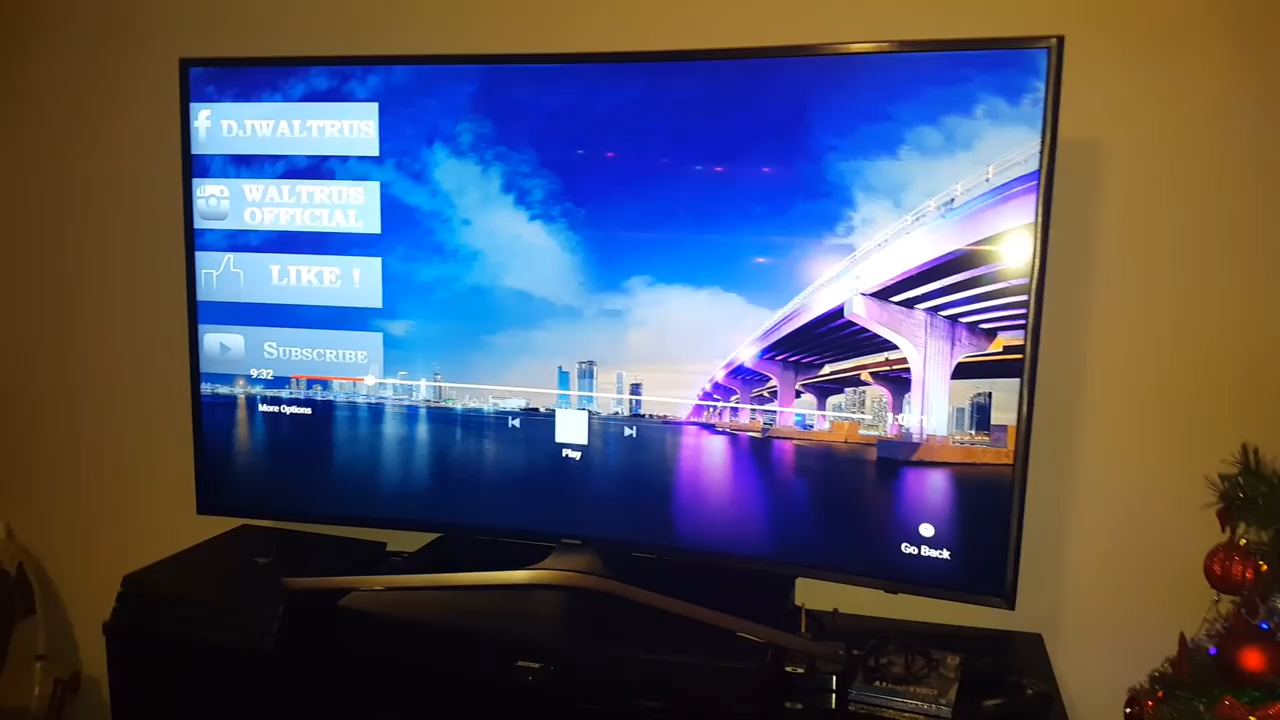 DJWALTRUS
WALTRUS
OFFICIAL
LIKE !
SUBSCRIBE
9:32
More Options
Play
Go Back